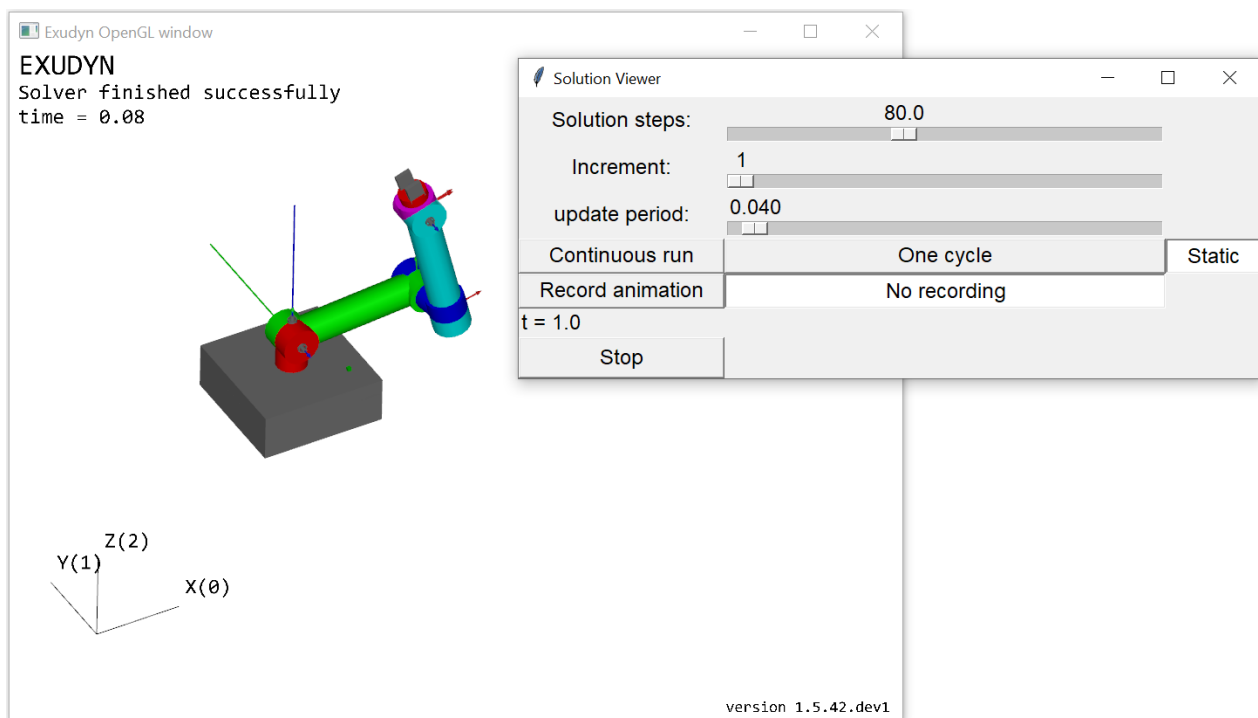 Exudyn OpenGL window
EXUDYN
Solver finished successfully
time = 0.08
Solution Viewer
Solution steps:
80.0
Increment:
1
update period:
0.040
Continuous run
One cycle
Static
Record animation
No recording
t = 1.0
Stop
Z(2)
Y(1)
X(0)
version 1.5.42.dev1